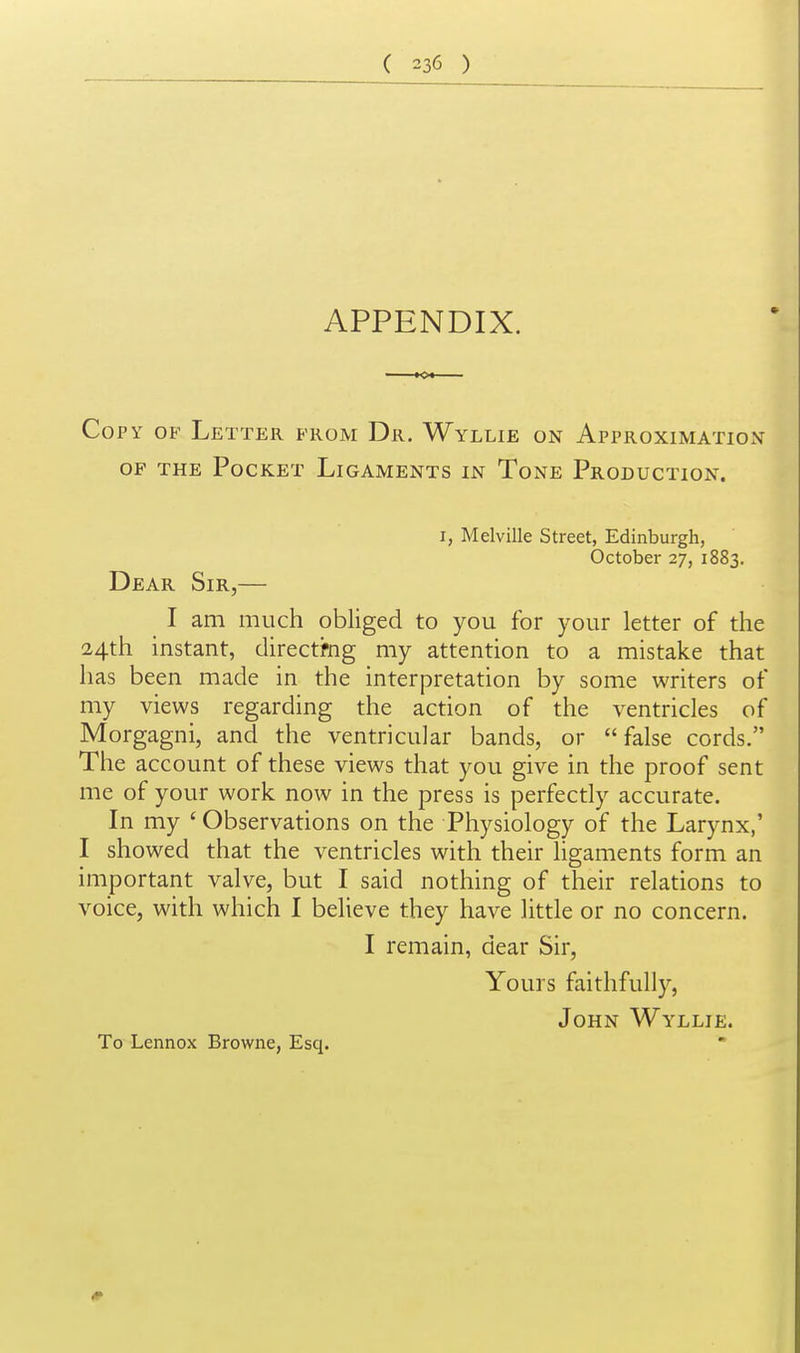 ( 236 )
APPENDIX.
Copy of Letter from Dr. Wyllie on Approximation
of the Pocket Ligaments in Tone Production.
1, Melville Street, Edinburgh,
October 27, 1883.
Dear Sir,—
I am much obliged to you for your letter of the
24th instant, directing my attention to a mistake that
has been made in the interpretation by some writers of
my views regarding the action of the ventricles of
Morgagni, and the ventricular bands, or “false cords.”
The account of these views that you give in the proof sent
me of your work now in the press is perfectly accurate.
In my ‘Observations on the Physiology of the Larynx,’
I showed that the ventricles with their ligaments form an
important valve, but I said nothing of their relations to
voice, with which I believe they have little or no concern.
I remain, dear Sir,
Yours faithfully,
John Wyllie.
To Lennox Browne, Esq.